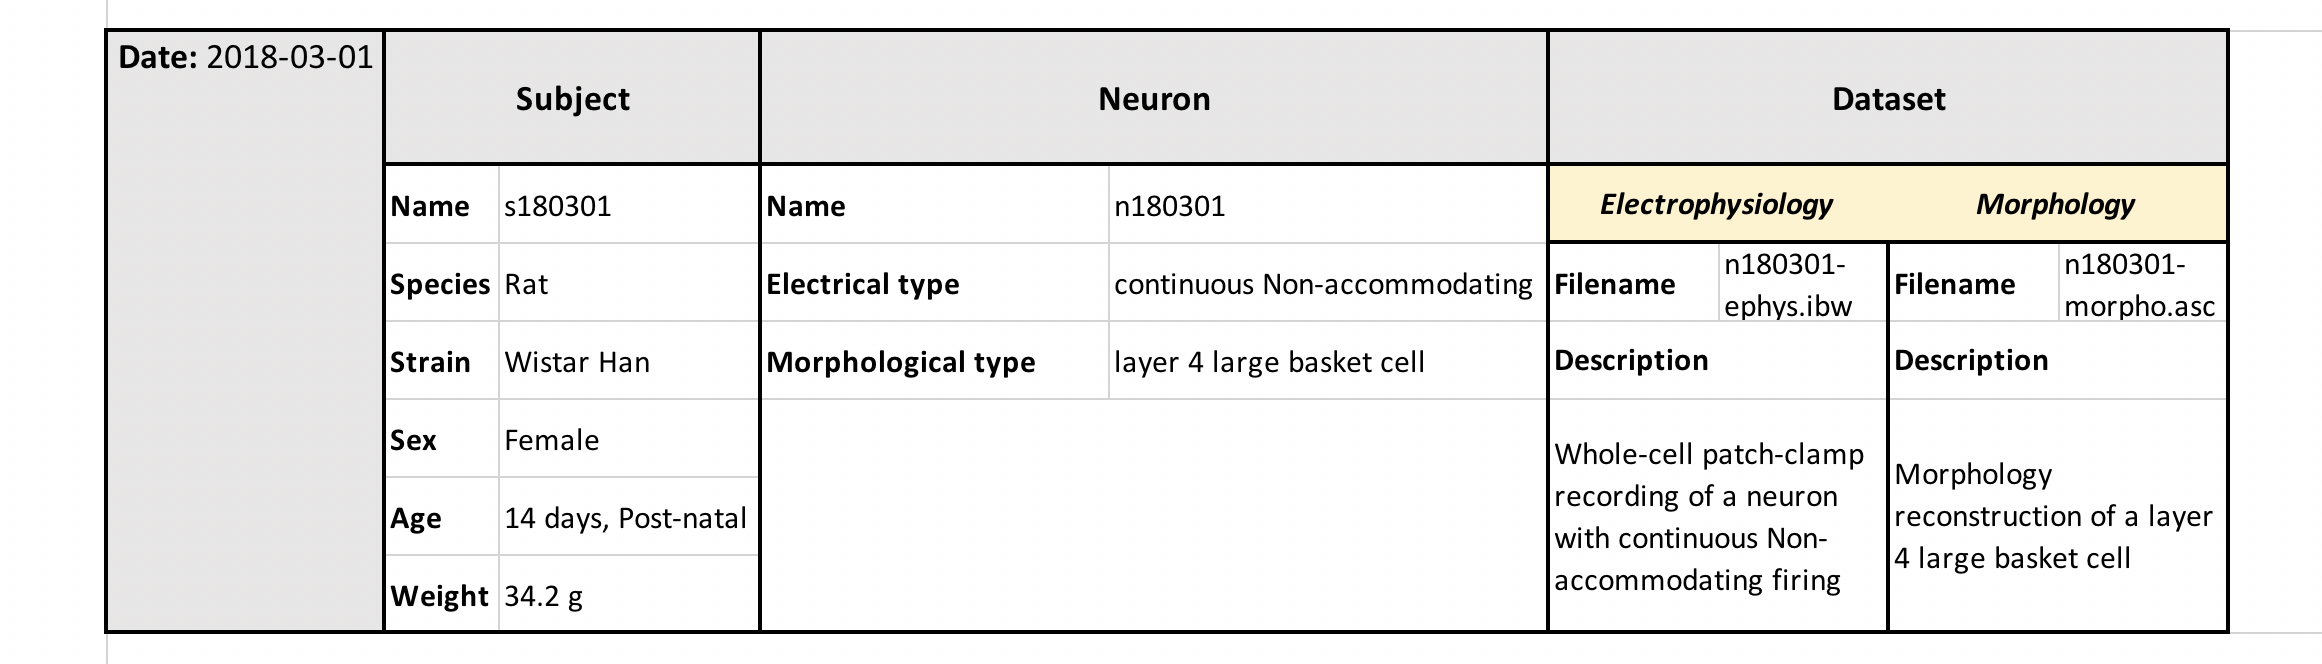 Date: 2018-03-01
Subject
Neuron
Dataset
Name s180301 Name n180301 Electrophysiology Morphology
Species Rat Electrical type continuous Non-accommodating Filename n180301-
ephys.ibw Filename n180301-
morpho.asc
Strain Wistar Han Morphological type layer 4 large basket cell Description Description
Sex Female
Age 14 days, Post-natal
Weight 34.2 g
Whole-cell patch-clamp
recording of a neuron
with continuous Non-
accommodating firing
Morphology
reconstruction of a layer
4 large basket cell